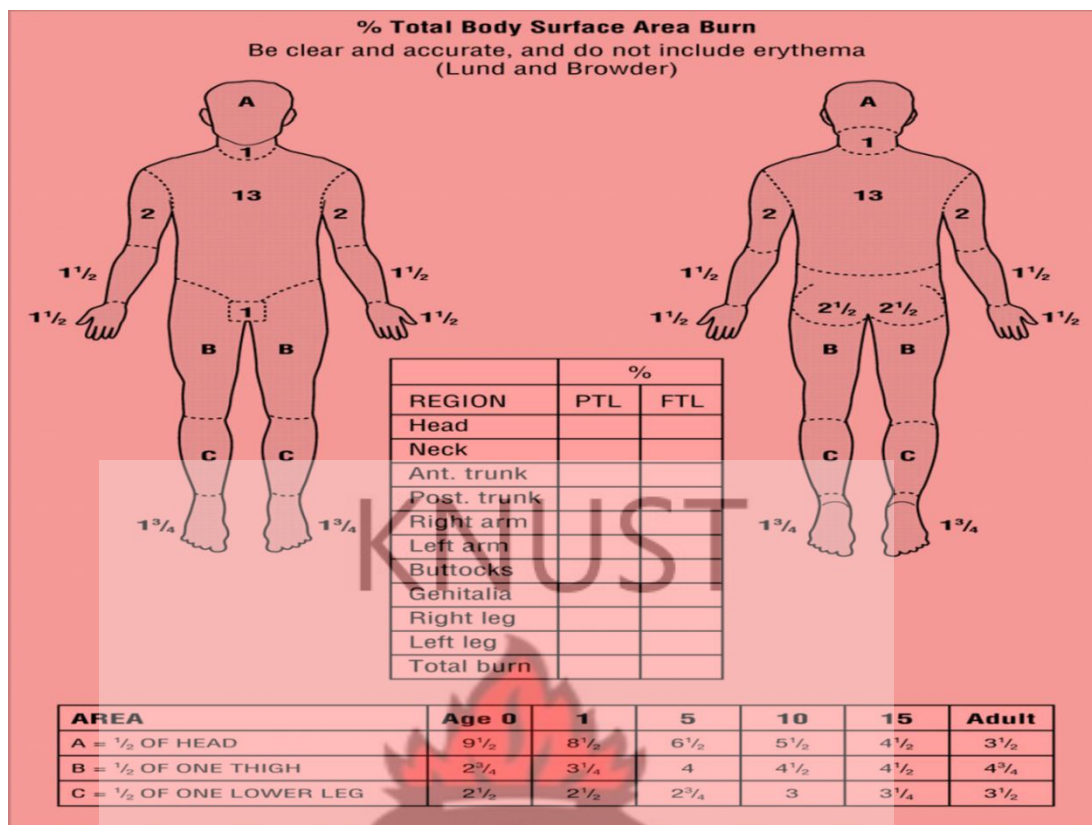 % Total Body Surface Area Burn
Be clear and accurate, and do not include erythema
(Lund and Browder)
A
1
13
2
2
1½
1½
1½
1½
1
B
B
C
C
1¾
1¾
A
1
13
2
2
1½
1½
1½
1½
2½
2½
B
B
C
C
1¾
1¾
%
REGION PTL FTL
Head
Neck
Ant. trunk
Post. trunk
Right arm
Left arm
Buttocks
Genitalia
Right leg
Left leg
Total burn
KNUST
AREA Age 0 1 5 10 15 Adult
A = ½ OF HEAD 9½ 8½ 6½ 5½ 4½ 3½
B = ½ OF ONE THIGH 2¾ 3¼ 4 4½ 4½ 4¾
C = ½ OF ONE LOWER LEG 2½ 2½ 2¾ 3 3¼ 3½